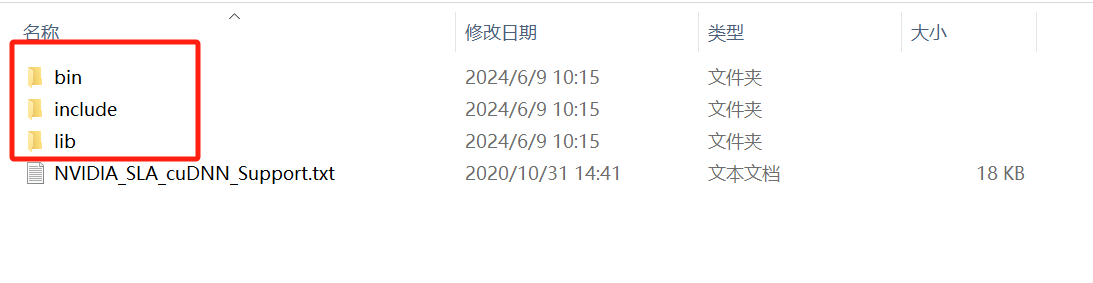 名称 修改日期 类型 大小
bin 2024/6/9 10:15 文件夹
include 2024/6/9 10:15 文件夹
lib 2024/6/9 10:15 文件夹
NVIDIA_SLA_cuDNN_Support.txt 2020/10/31 14:41 文本文档 18 KB